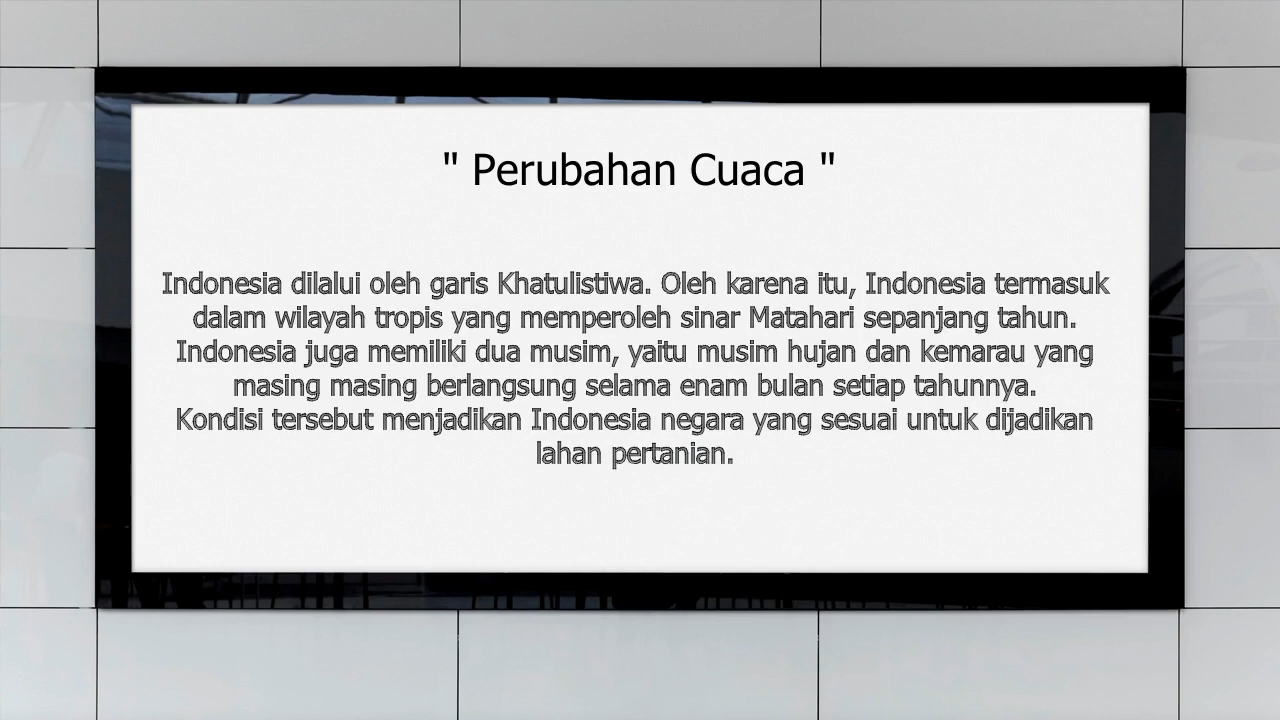 " Perubahan Cuaca "
Indonesia dilalui oleh garis Khatulistiwa. Oleh karena itu, Indonesia termasuk
dalam wilayah tropis yang memperoleh sinar Matahari sepanjang tahun.
Indonesia juga memiliki dua musim, yaitu musim hujan dan kemarau yang
masing masing berlangsung selama enam bulan setiap tahunnya.
Kondisi tersebut menjadikan Indonesia negara yang sesuai untuk dijadikan
lahan pertanian.